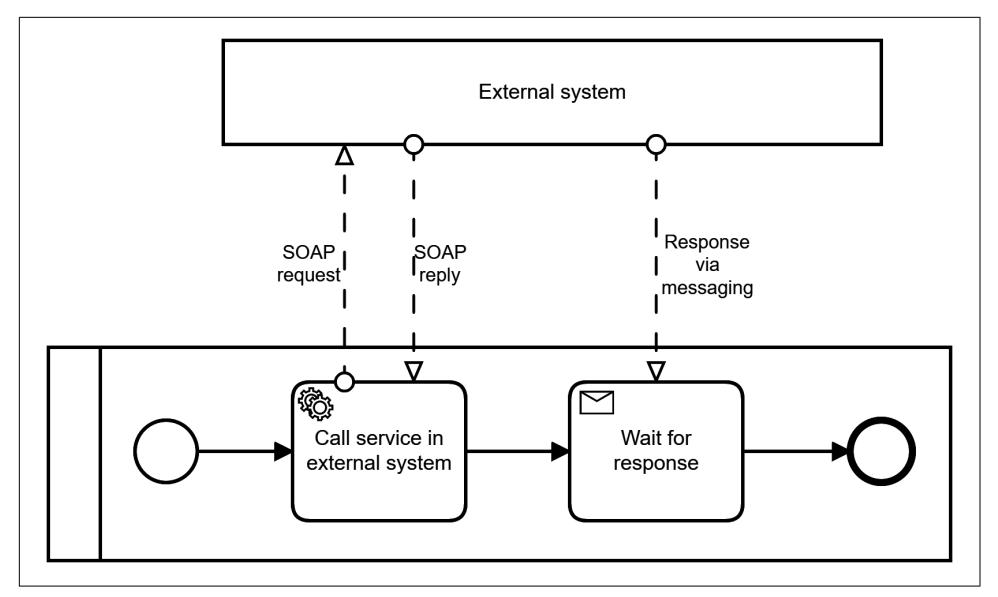 External system
SOAP
request
SOAP
reply
Response
via
messaging
Call service in
external system
Wait for
response